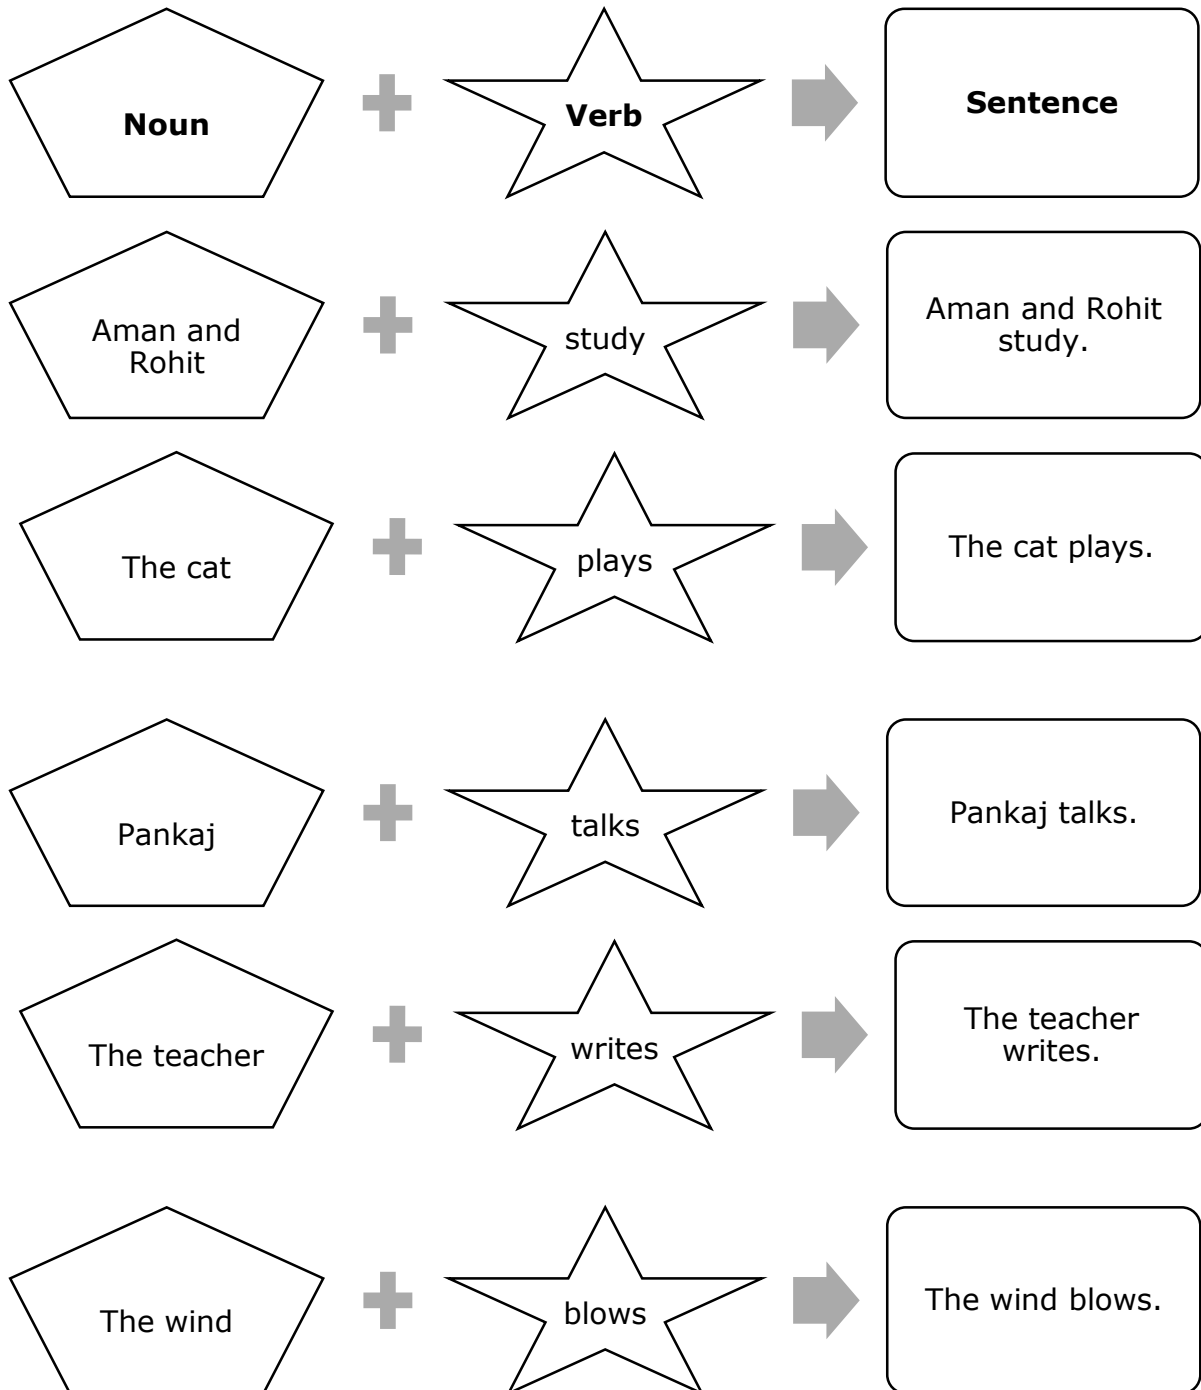 Noun
Verb
Sentence
Aman and
Rohit
study
Aman and Rohit
study.
The cat
plays
The cat plays.
Pankaj
talks
Pankaj talks.
The teacher
writes
The teacher
writes.
The wind
blows
The wind blows.